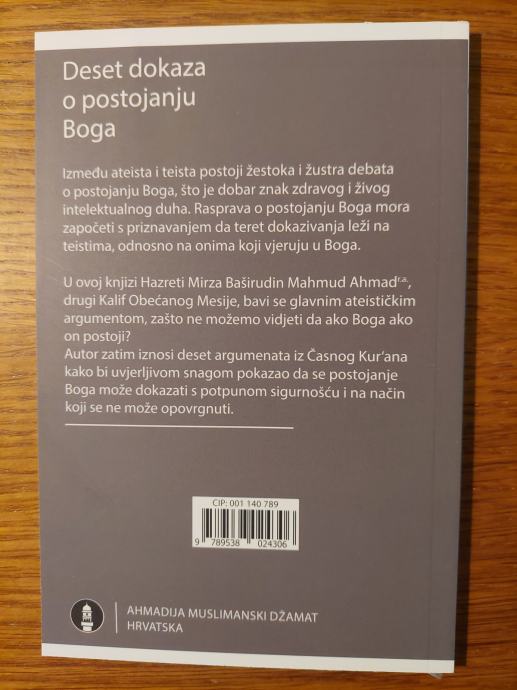 Deset dokaza
o postojanju
Boga
Između ateista i teista postoji žestoka i žustra debata
o postojanju Boga, što je dobar znak zdravog i živog
intelektualnog duha. Rasprava o postojanju Boga mora
započeti s priznavanjem da teret dokazivanja leži na
teistima, odnosno na onima koji vjeruju u Boga.
U ovoj knjizi Hazreti Mirza Baširudin Mahmud Ahmadr.a.,
drugi Kalif Obećanog Mesije, bavi se glavnim ateističkim
argumentom, zašto ne možemo vidjeti da ako Boga ako
on postoji?
Autor zatim iznosi deset argumenata iz Časnog Kur'ana
kako bi uvjerljivom snagom pokazao da se postojanje
Boga može dokazati s potpunom sigurnošću i na način
koji se ne može opovrgnuti.
CIP: 001 140 789
9 789538 024306
AHMADIJA MUSLIMANSKI DŽAMAT
HRVATSKA